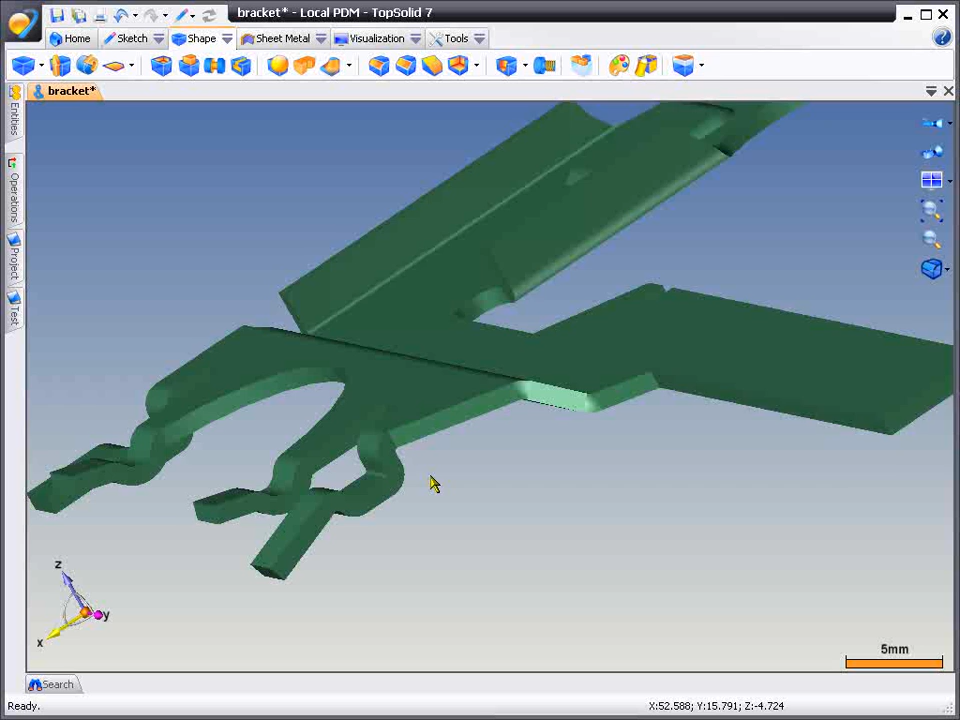 bracket* - Local PDM - TopSolid 7
Home Sketch Shape Sheet Metal Visualization Tools
bracket*
Entities
Operations
Project
Test
z
y
x
5mm
Search
Ready. X:52.588; Y:15.791; Z:-4.724